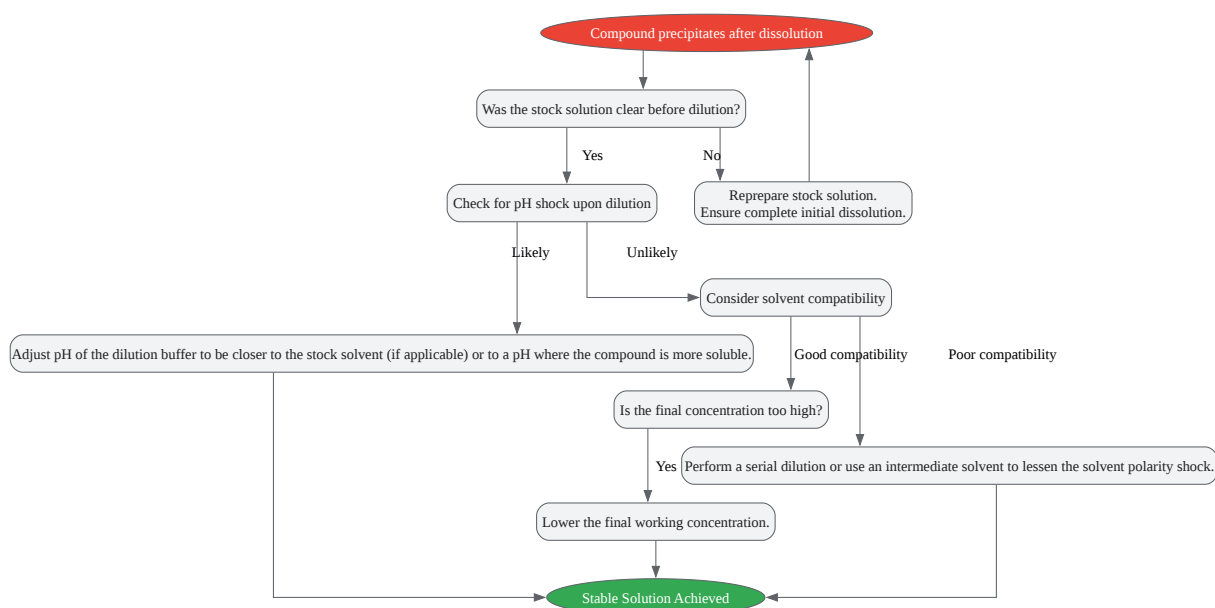 Compound precipitates after dissolution
Was the stock solution clear before dilution?
Yes
No
Check for pH shock upon dilution
Reprepare stock solution.
Ensure complete initial dissolution.
Likely
Unlikely
Consider solvent compatibility
Adjust pH of the dilution buffer to be closer to the stock solvent (if applicable) or to a pH where the compound is more soluble.
Good compatibility
Poor compatibility
Is the final concentration too high?
Yes
Perform a serial dilution or use an intermediate solvent to lessen the solvent polarity shock.
Lower the final working concentration.
Stable Solution Achieved